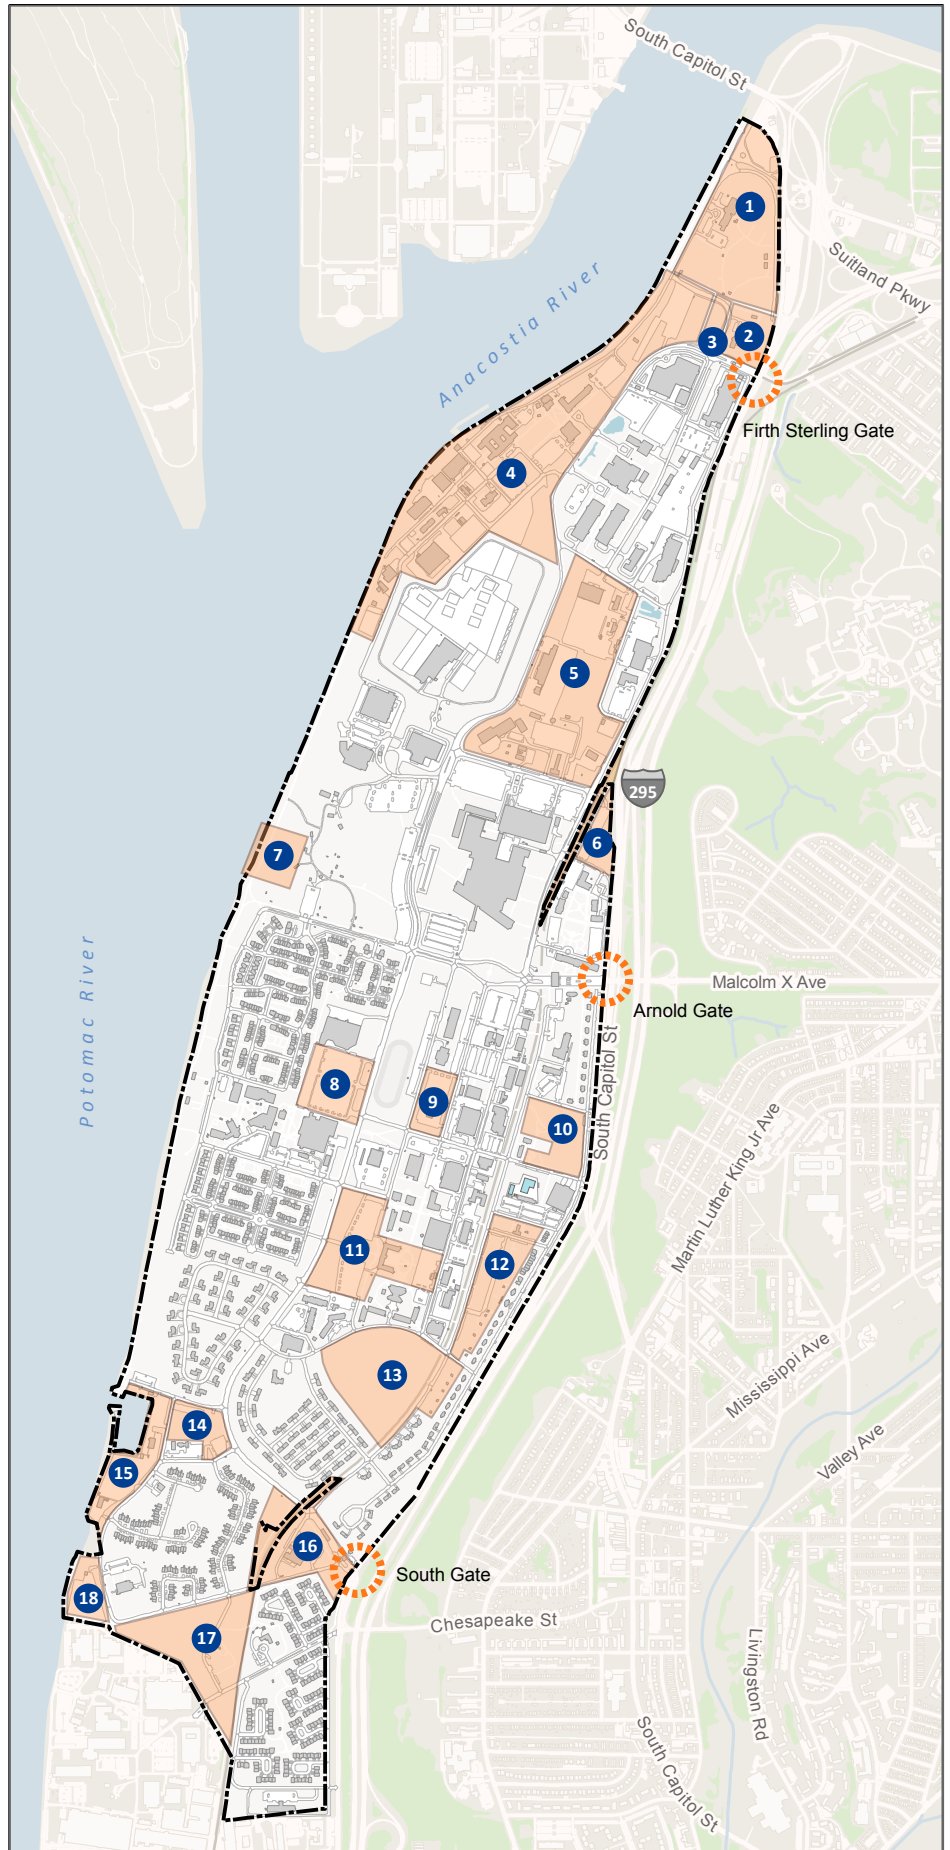 South Capitol St
1
Suitland Pkwy
Anacostia River
2
3
Firth Sterling Gate
4
5
295
6
7
Potomac River
Malcolm X Ave
Arnold Gate
South Capitol St
8
9
10
Martin Luther King Jr Ave
11
12
13
Mississippi Ave
14
Valley Ave
15
16
South Gate
18
Chesapeake St
17
Livingston Rd
South Capitol St